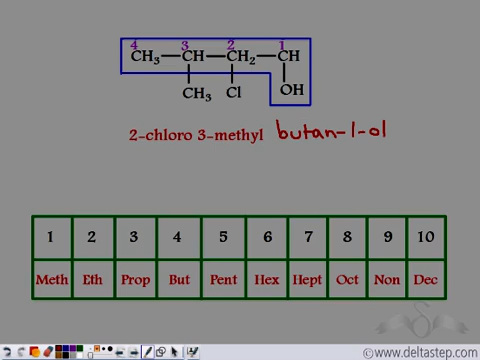 4 3 2 1
CH₃ — CH — CH₂ — CH
CH₃ Cl OH
2-chloro 3-methyl butan-1-ol
1 2 3 4 5 6 7 8 9 10
Meth Eth Prop But Pent Hex Hept Oct Non Dec
©www.deltastep.com